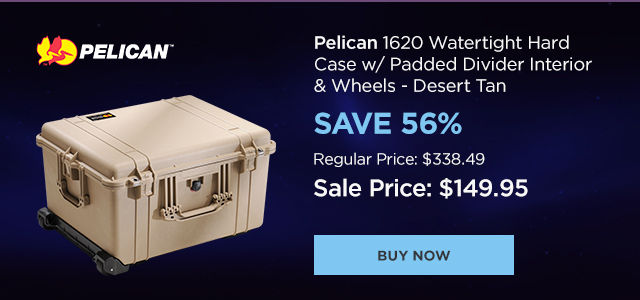 PELICAN™
Pelican 1620 Watertight Hard
Case w/ Padded Divider Interior
& Wheels - Desert Tan
SAVE 56%
Regular Price: $338.49
Sale Price: $149.95
BUY NOW